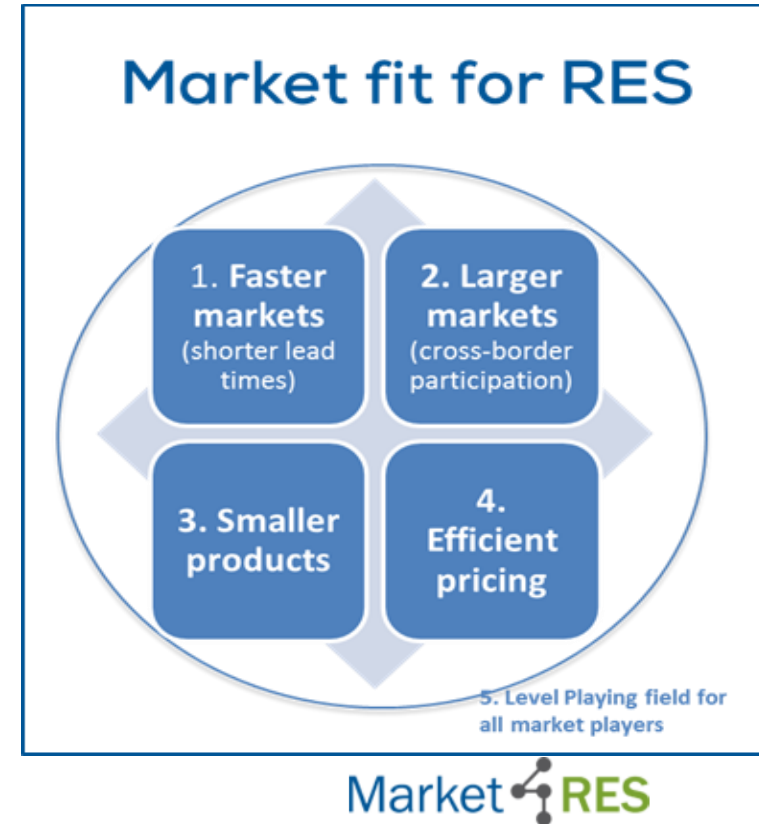 Market fit for RES
1. Faster
markets
(shorter lead
times)
2. Larger
markets
(cross-border
participation)
3. Smaller
products
4.
Efficient
pricing
5. Level Playing field for
all market players
Market RES